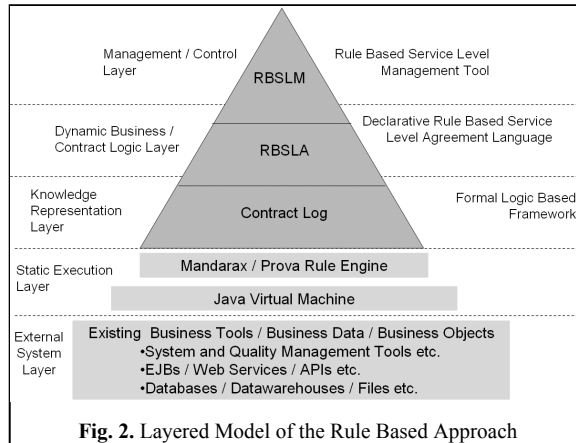 Management / Control
Layer
RBSLM
Rule Based Service Level
Management Tool
Dynamic Business /
Contract Logic Layer
RBSLA
Declarative Rule Based Service
Level Agreement Language
Knowledge
Representation
Layer
Contract Log
Formal Logic Based
Framework
Static Execution
Layer
Mandarax / Prova Rule Engine
Java Virtual Machine
External
System
Layer
Existing Business Tools / Business Data / Business Objects
•System and Quality Management Tools etc.
•EJBs / Web Services / APIs etc.
•Databases / Datawarehouses / Files etc.
Fig. 2. Layered Model of the Rule Based Approach